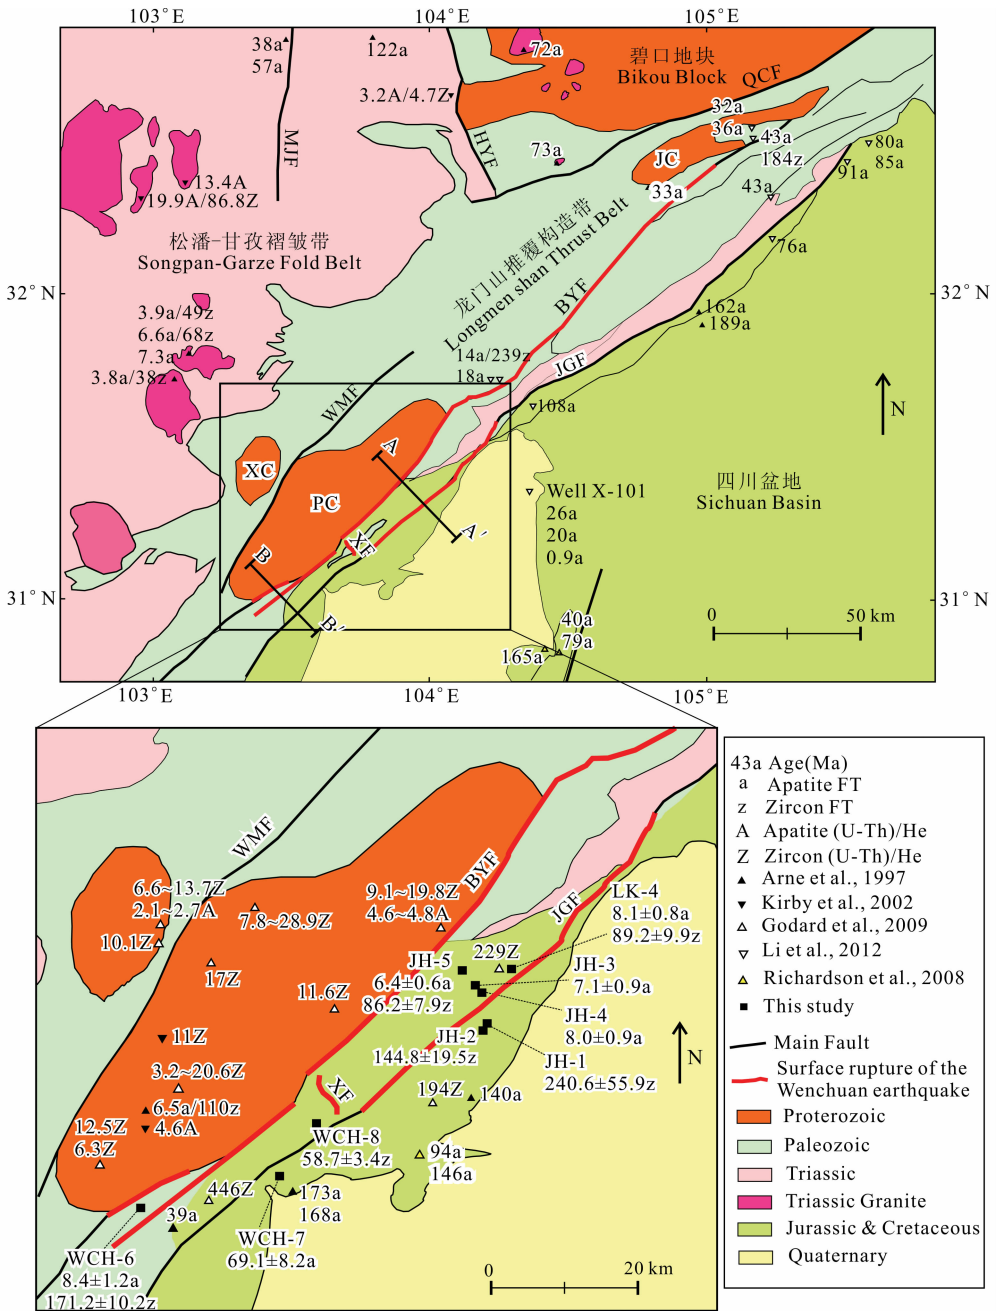 103° E
104° E
105° E
38a
57a
122a
72a
碧口地块
Bikou Block
QCF
3.2A/4.7Z
MJF
HYF
32a
36a
43a
184z
80a
85a
91a
73a
JC
33a
43a
13.4A
19.9A/86.8Z
松潘-甘孜褶皱带
Songpan-Garze Fold Belt
龙门山推覆构造带
Longmen shan Thrust Belt
76a
32° N
32° N
BYF
3.9a/49z
6.6a/68z
7.3a
3.8a/38z
162a
189a
14a/239z
18a
JGF
WMF
108a
N
A
XC
PC
四川盆地
Sichuan Basin
Well X-101
26a
20a
0.9a
A′
XF
B
31° N
31° N
B′
0
50 km
40a
79a
165a
103° E
104° E
105° E
WMF
BYF
JGF
6.6~13.7Z
2.1~2.7A
10.1Z
7.8~28.9Z
9.1~19.8Z
4.6~4.8A
LK-4
8.1±0.8a
89.2±9.9z
17Z
229Z
JH-5
6.4±0.6a
86.2±7.9z
JH-3
7.1±0.9a
11.6Z
JH-4
8.0±0.9a
11Z
JH-2
144.8±19.5z
JH-1
240.6±55.9z
N
3.2~20.6Z
XF
194Z
140a
6.5a/110z
4.6A
12.5Z
6.3Z
WCH-8
58.7±3.4z
94a
146a
446Z
173a
168a
39a
WCH-7
69.1±8.2a
WCH-6
8.4±1.2a
171.2±10.2z
0
20 km
43a Age(Ma)
a Apatite FT
z Zircon FT
A Apatite (U-Th)/He
Z Zircon (U-Th)/He
Arne et al., 1997
Kirby et al., 2002
Godard et al., 2009
Li et al., 2012
Richardson et al., 2008
This study
Main Fault
Surface rupture of the
Wenchuan earthquake
Proterozoic
Paleozoic
Triassic
Triassic Granite
Jurassic & Cretaceous
Quaternary